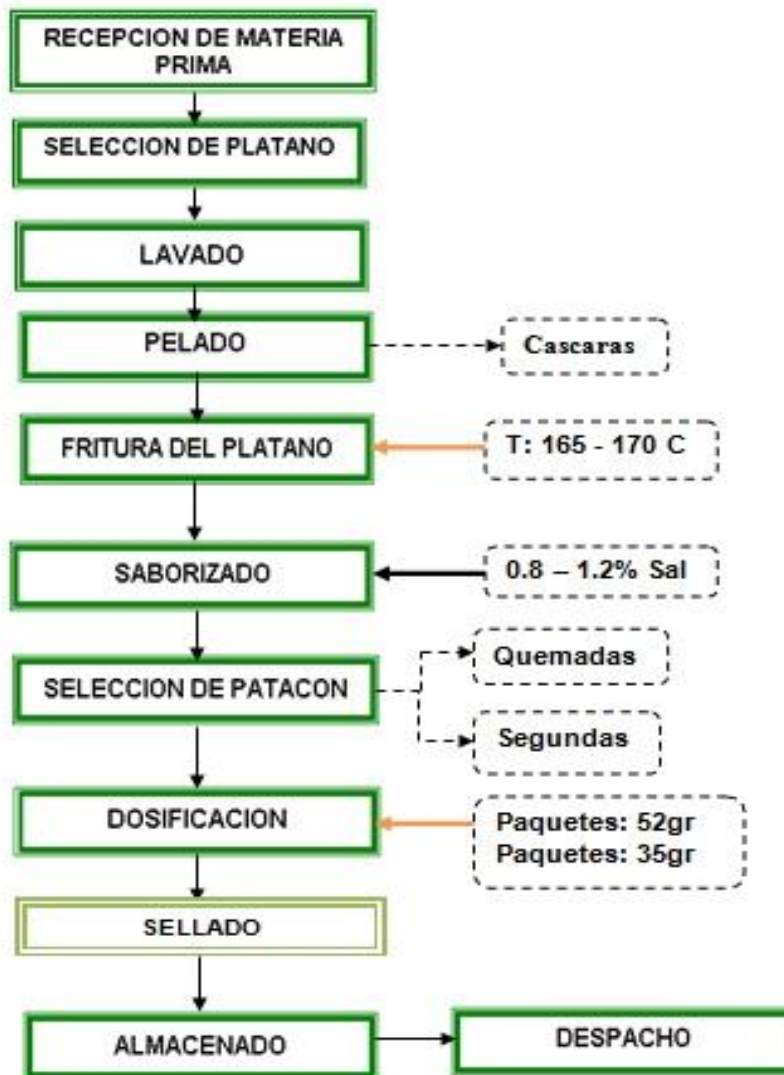 RECEPCION DE MATERIA
PRIMA
SELECCION DE PLATANO
LAVADO
PELADO
Cascaras
FRITURA DEL PLATANO
T: 165 - 170 C
SABORIZADO
0.8 – 1.2% Sal
SELECCION DE PATACON
Quemadas
Segundas
DOSIFICACION
Paquetes: 52gr
Paquetes: 35gr
SELLADO
ALMACENADO
DESPACHO